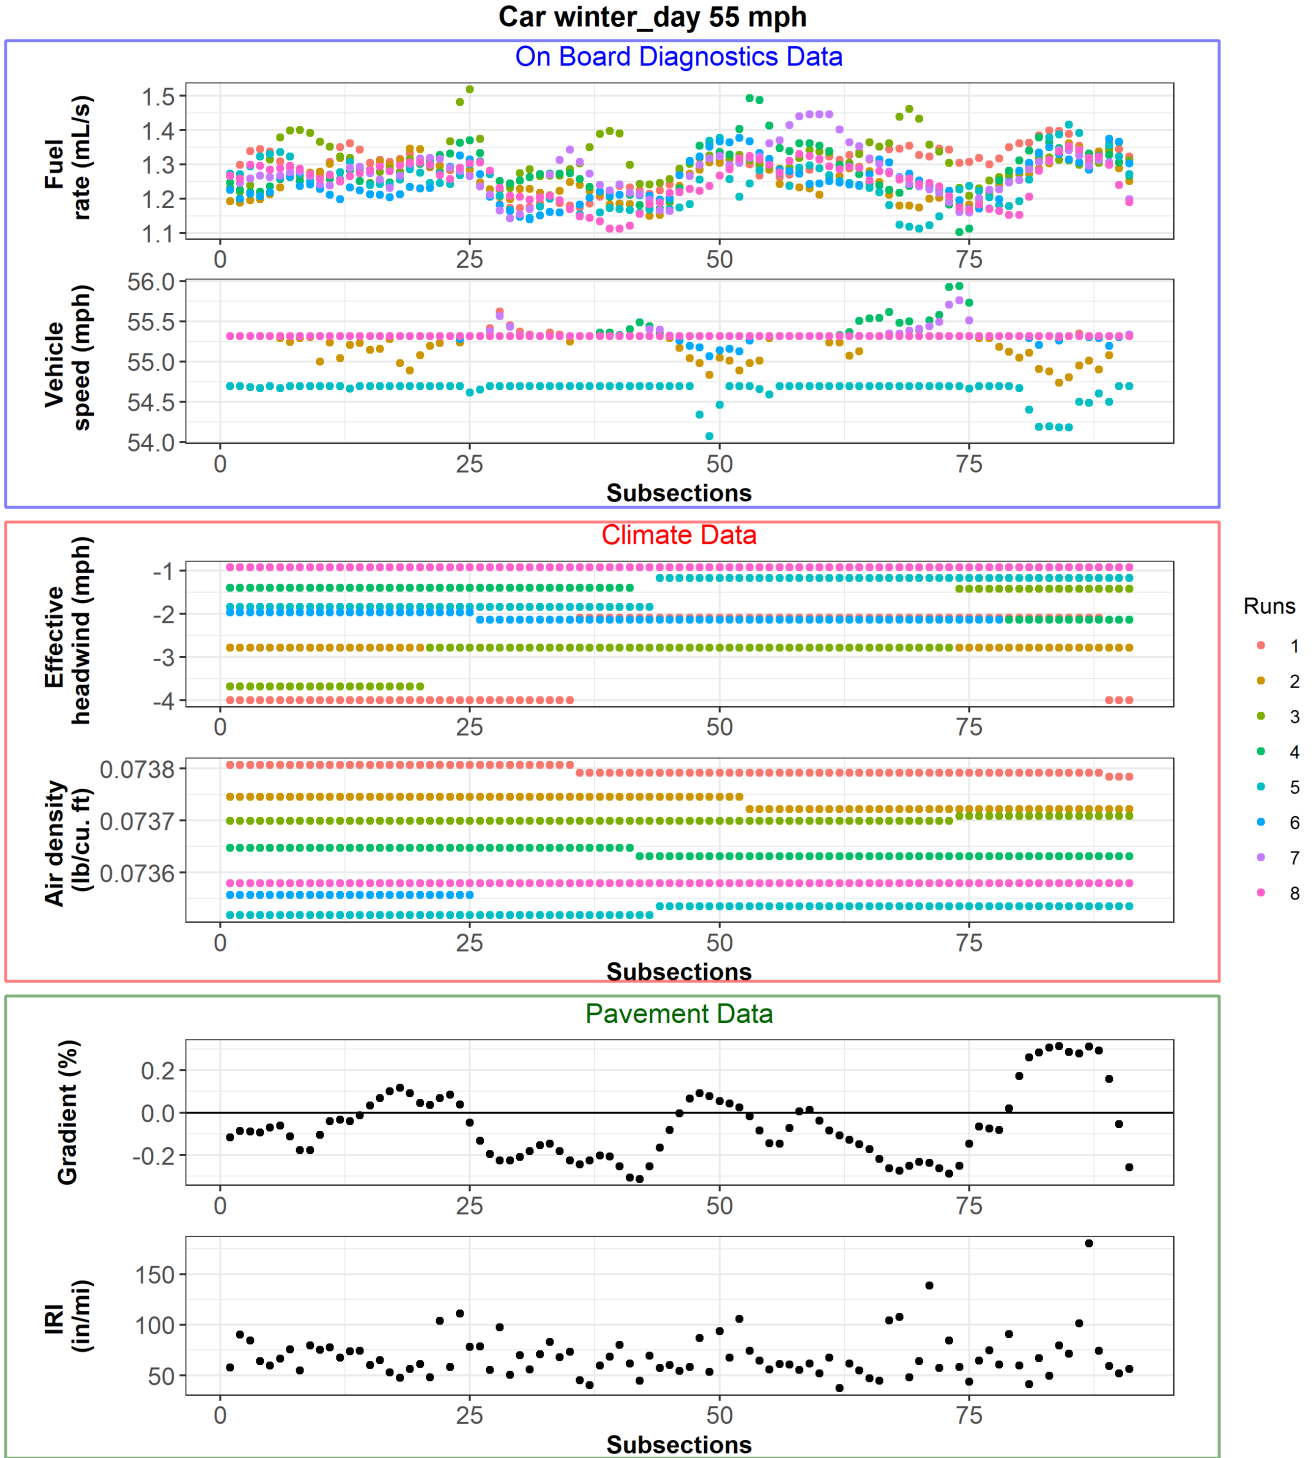 Car winter_day 55 mph
On Board Diagnostics Data
Fuel
rate (mL/s)
1.5
1.4
1.3
1.2
1.1
0 25 50 75
Vehicle
speed (mph)
56.0
55.5
55.0
54.5
54.0
0 25 50 75
Subsections
Climate Data
Effective
headwind (mph)
-1
-2
-3
-4
0 25 50 75
Air density
(lb/cu. ft)
0.0738
0.0737
0.0736
0 25 50 75
Subsections
Pavement Data
Gradient (%)
0.2
0.0
-0.2
0 25 50 75
IRI
(in/mi)
150
100
50
0 25 50 75
Subsections
Runs
1
2
3
4
5
6
7
8